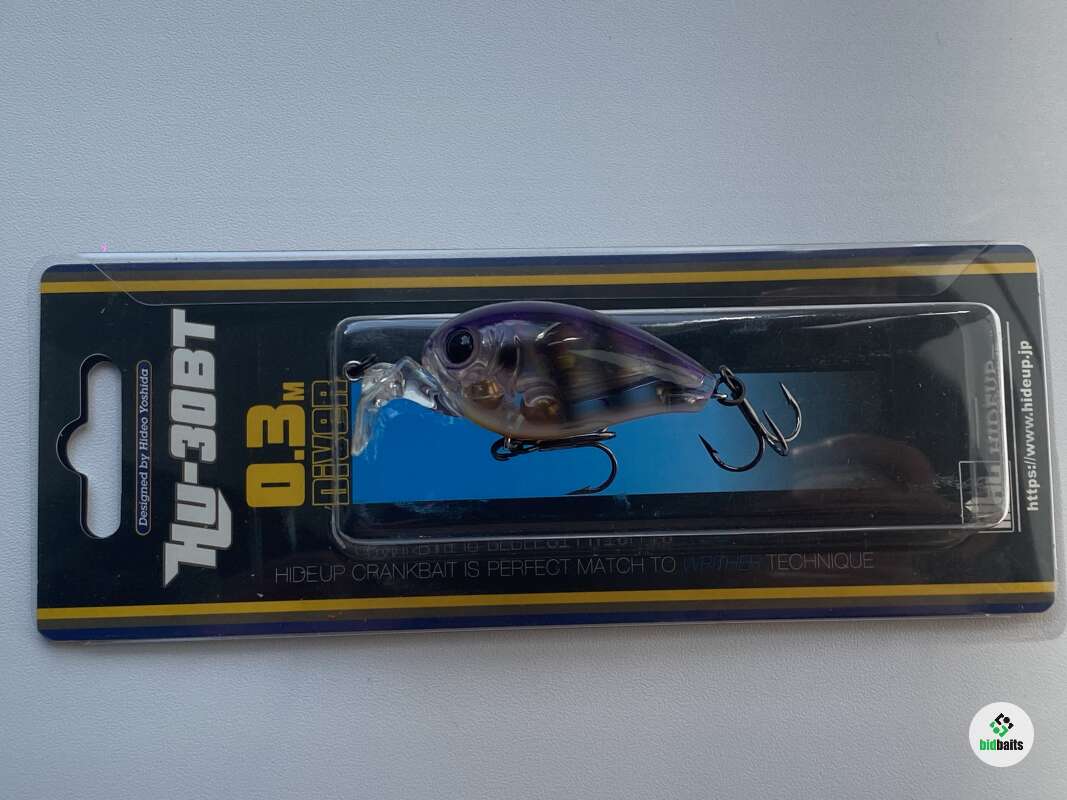 HU-30BT
Designed by Hideo Yoshida
0.3M
DIVER
HIDEUP CRANKBAIT IS PERFECT MATCH TO WRITHER TECHNIQUE
HIDEUP
https://www.hideup.jp
bidbaits